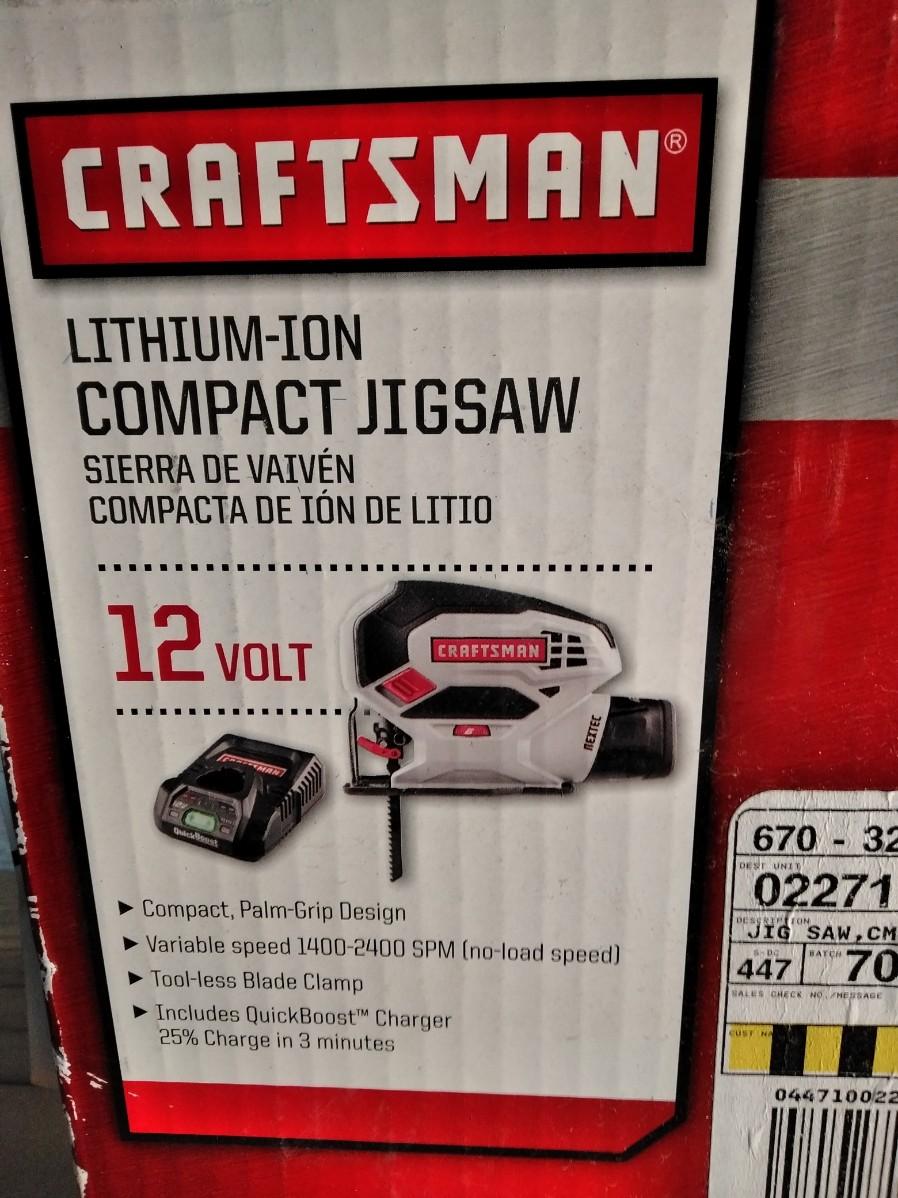 CRAFTSMAN®
LITHIUM-ION
COMPACT JIGSAW
SIERRA DE VAIVÉN
COMPACTA DE IÓN DE LITIO
12 VOLT
CRAFTSMAN
NEXTEC
CRAFTSMAN
QuickBoost
▶ Compact, Palm-Grip Design
▶ Variable speed 1400-2400 SPM (no-load speed)
▶ Tool-less Blade Clamp
▶ Includes QuickBoost™ Charger
25% Charge in 3 minutes
670 - 32
DEST UNIT
02271
DESCRIPTION
JIG SAW,CM
S-DC
447
BATCH 70
SALES CHECK NO./MESSAGE
CUST NA
044710022